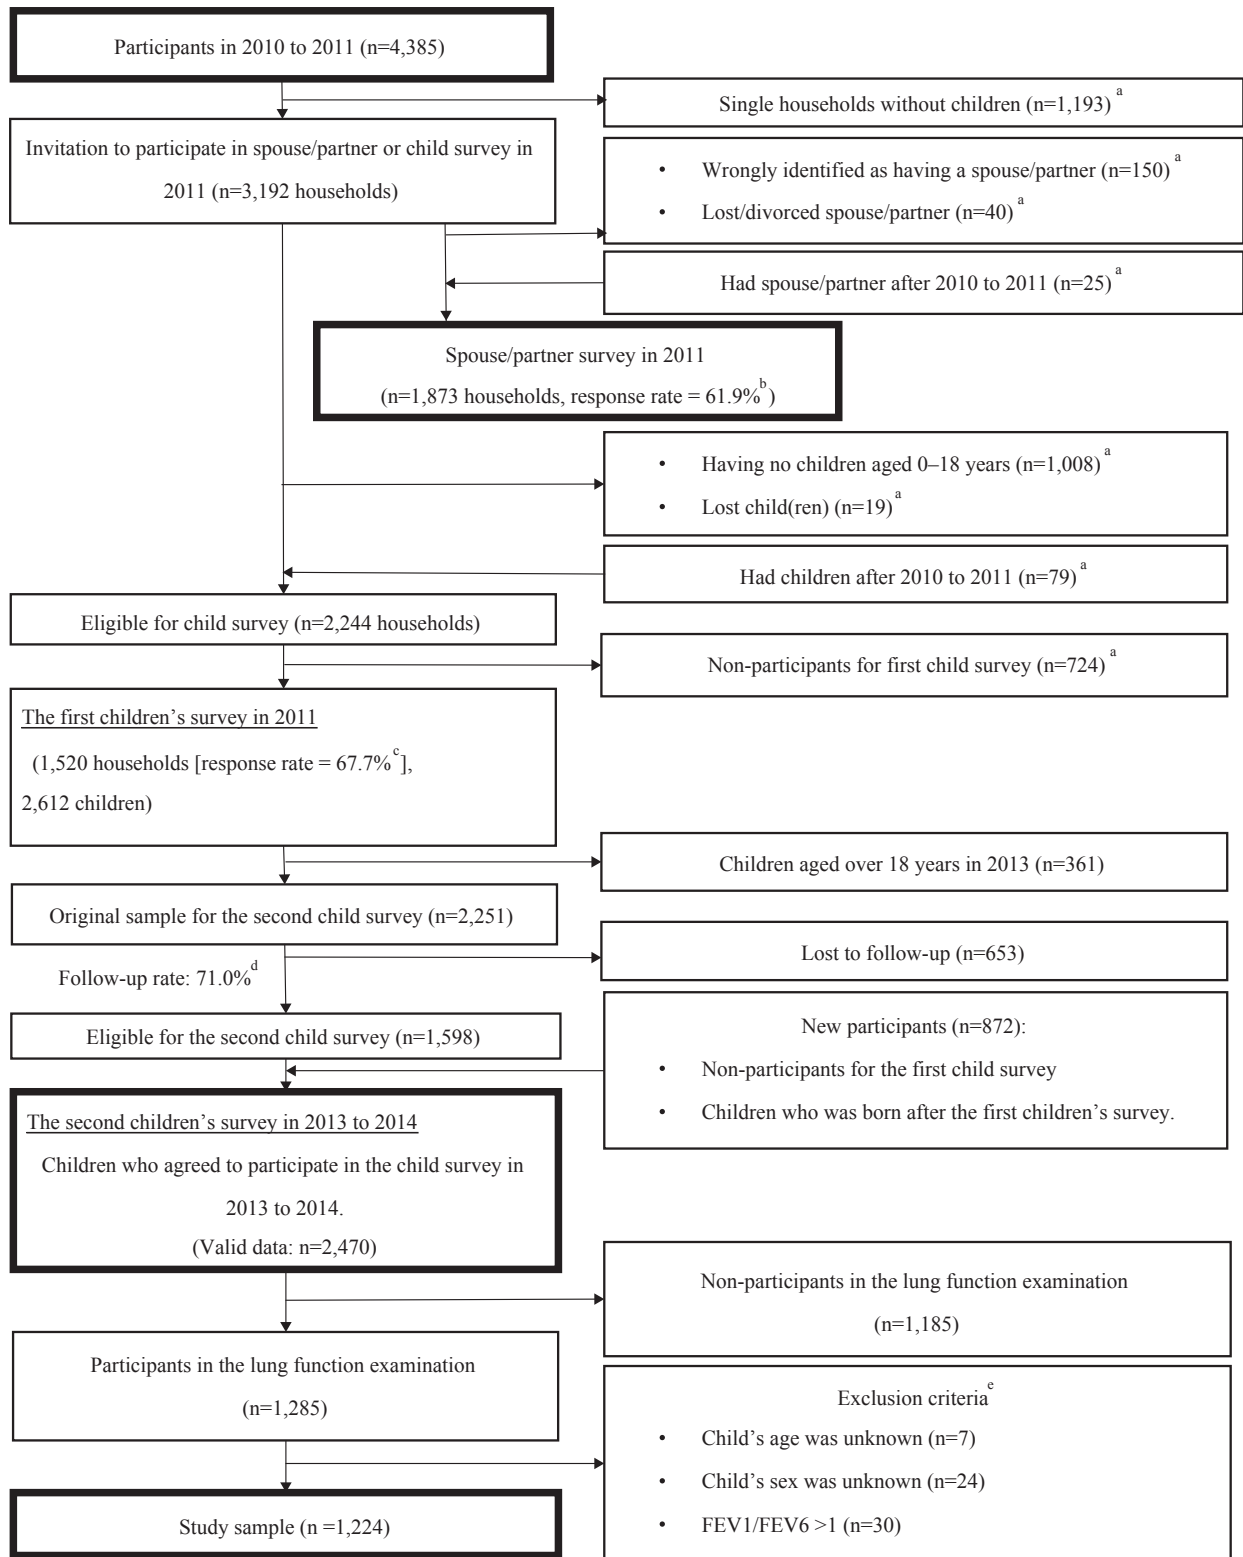 Participants in 2010 to 2011 (n=4,385)
Single households without children (n=1,193) a
Invitation to participate in spouse/partner or child survey in
2011 (n=3,192 households)
• Wrongly identified as having a spouse/partner (n=150) a
• Lost/divorced spouse/partner (n=40) a
Had spouse/partner after 2010 to 2011 (n=25) a
Spouse/partner survey in 2011
(n=1,873 households, response rate = 61.9%b)
• Having no children aged 0–18 years (n=1,008) a
• Lost child(ren) (n=19) a
Had children after 2010 to 2011 (n=79) a
Eligible for child survey (n=2,244 households)
Non-participants for first child survey (n=724) a
The first children's survey in 2011
(1,520 households [response rate = 67.7%c],
2,612 children)
Children aged over 18 years in 2013 (n=361)
Original sample for the second child survey (n=2,251)
Lost to follow-up (n=653)
Follow-up rate: 71.0%d
Eligible for the second child survey (n=1,598)
New participants (n=872):
• Non-participants for the first child survey
• Children who was born after the first children's survey.
The second children's survey in 2013 to 2014
Children who agreed to participate in the child survey in
2013 to 2014.
(Valid data: n=2,470)
Non-participants in the lung function examination
(n=1,185)
Participants in the lung function examination
(n=1,285)
Exclusion criteria e
• Child's age was unknown (n=7)
• Child's sex was unknown (n=24)
• FEV1/FEV6 >1 (n=30)
Study sample (n =1,224)